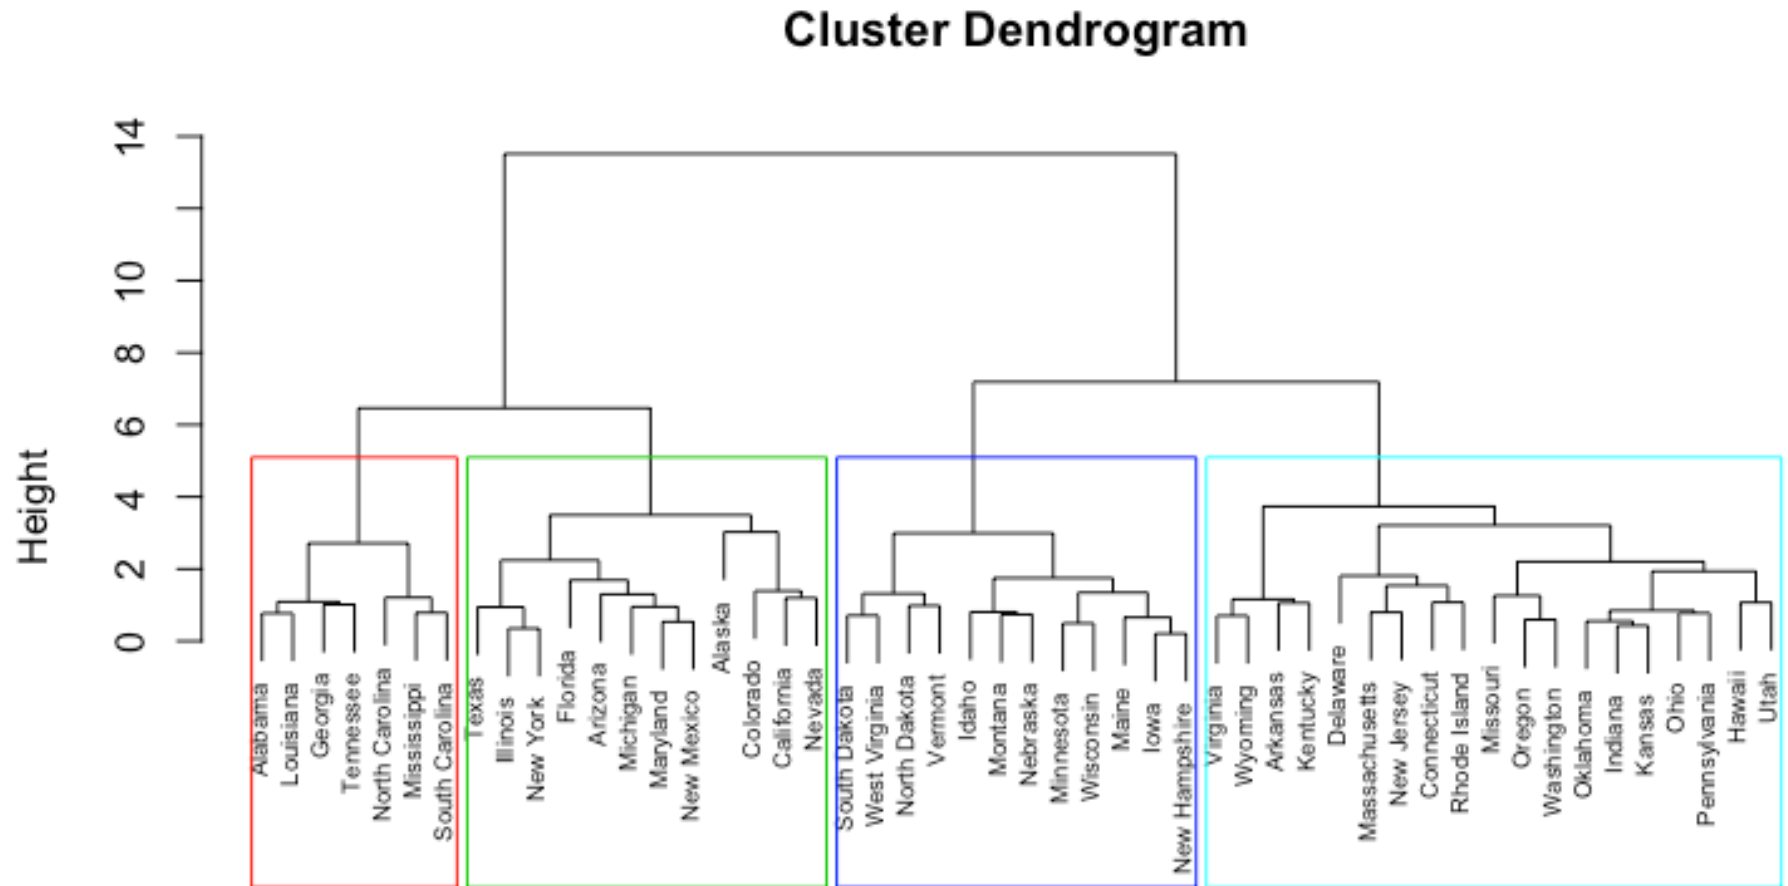 Cluster Dendrogram
Height
14
10
8
6
4
2
0
Alabama
Louisiana
Georgia
Tennessee
North Carolina
Mississippi
South Carolina
Texas
Illinois
New York
Florida
Arizona
Michigan
Maryland
New Mexico
Alaska
Colorado
California
Nevada
South Dakota
West Virginia
North Dakota
Vermont
Idaho
Montana
Nebraska
Minnesota
Wisconsin
Maine
Iowa
New Hampshire
Virginia
Wyoming
Arkansas
Kentucky
Delaware
Massachusetts
New Jersey
Connecticut
Rhode Island
Missouri
Oregon
Washington
Oklahoma
Indiana
Kansas
Ohio
Pennsylvania
Hawaii
Utah